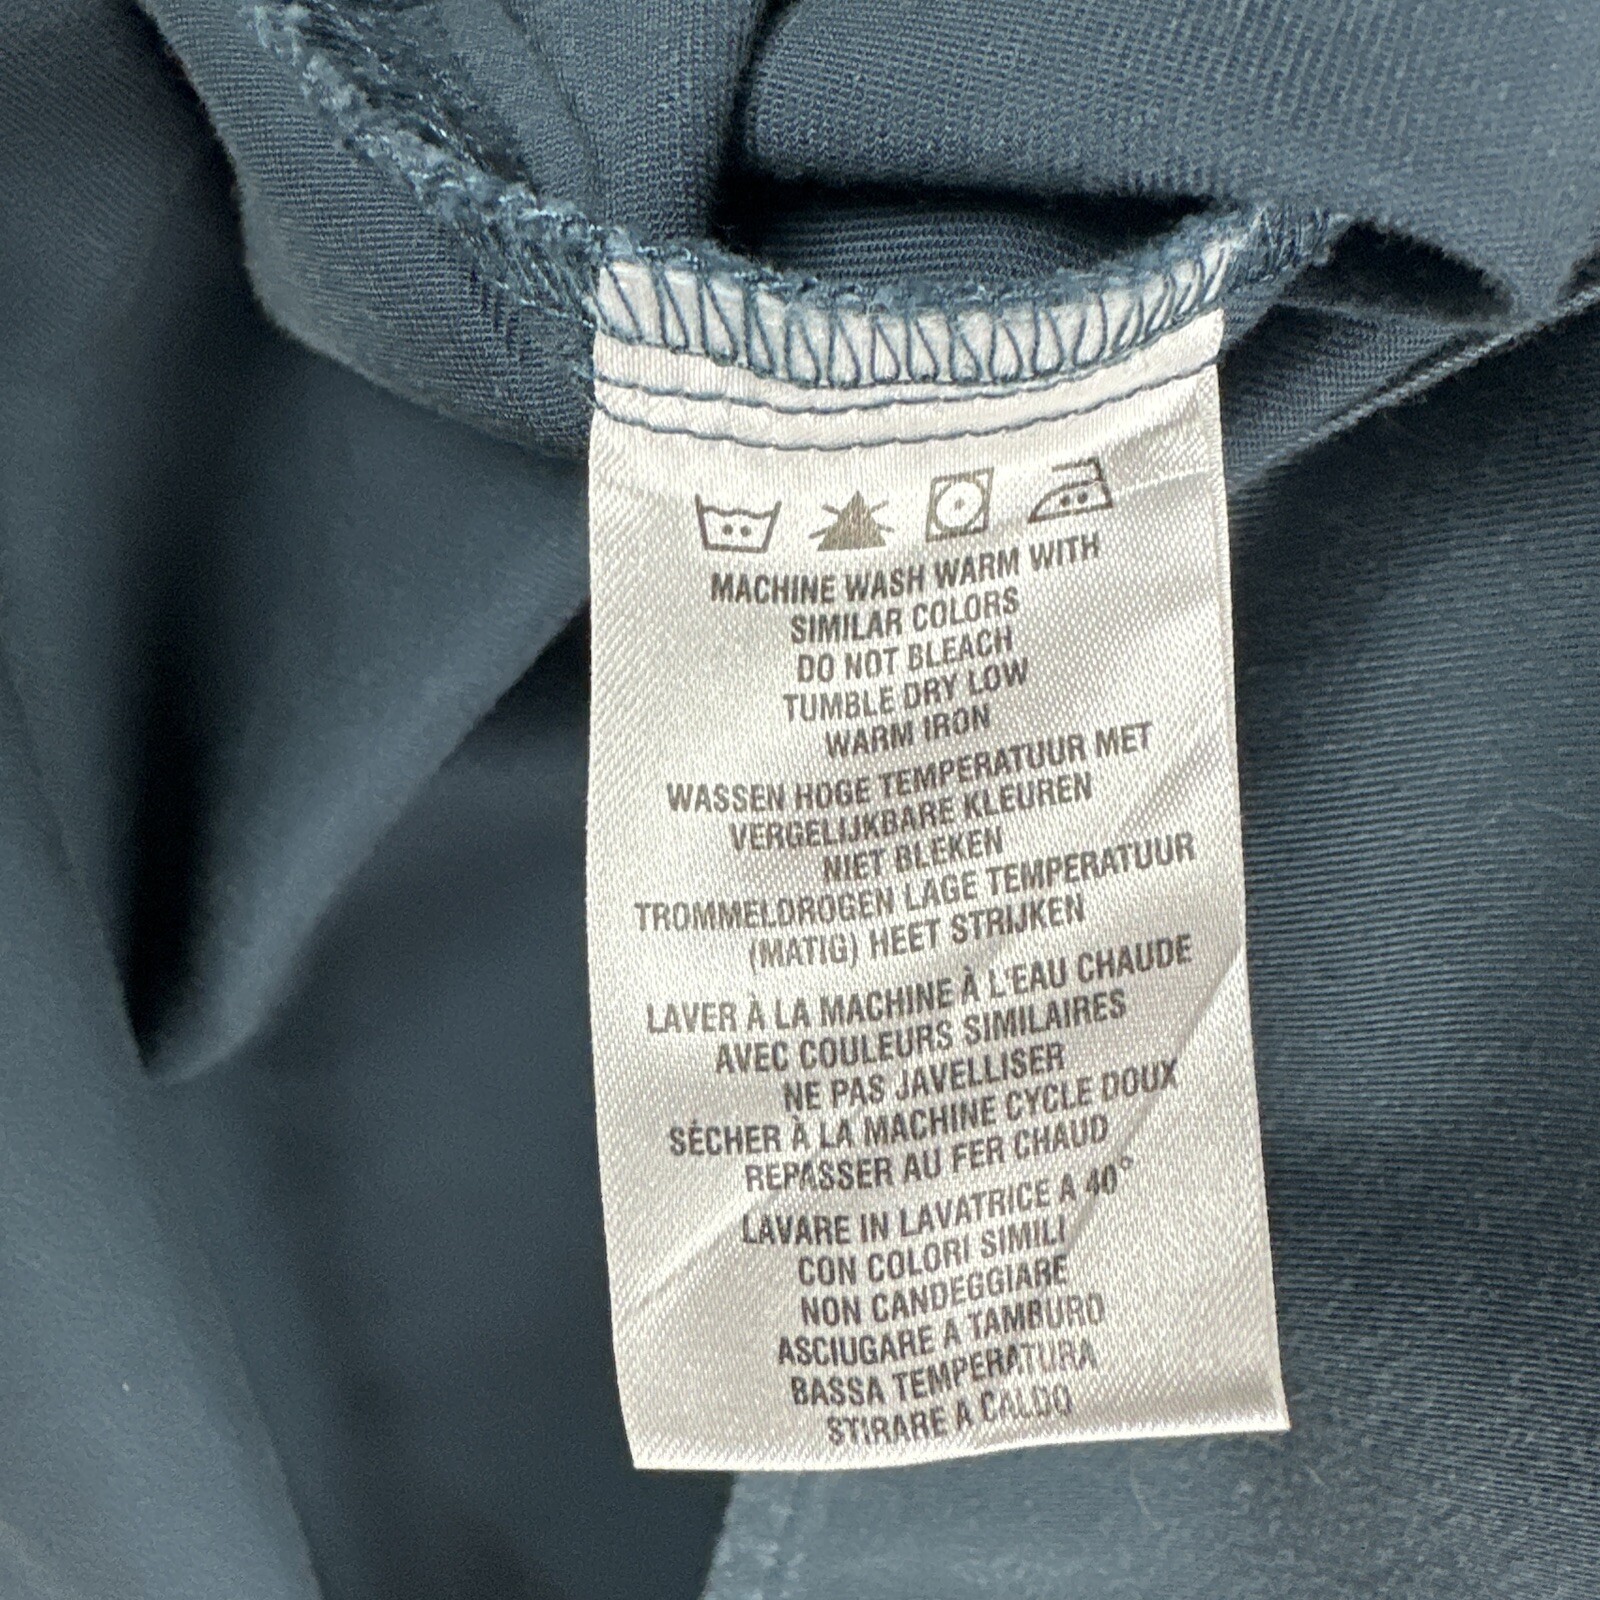 MACHINE WASH WARM WITH
SIMILAR COLORS
DO NOT BLEACH
TUMBLE DRY LOW
WARM IRON
WASSEN HOGE TEMPERATUUR MET
VERGELIJKBARE KLEUREN
NIET BLEKEN
TROMMELDROGEN LAGE TEMPERATUUR
(MATIG) HEET STRIJKEN
LAVER À LA MACHINE À L'EAU CHAUDE
AVEC COULEURS SIMILAIRES
NE PAS JAVELLISER
SÉCHER À LA MACHINE CYCLE DOUX
REPASSER AU FER CHAUD
LAVARE IN LAVATRICE A 40°
CON COLORI SIMILI
NON CANDEGGIARE
ASCIUGARE A TAMBURO
BASSA TEMPERATURA
STIRARE A CALDO